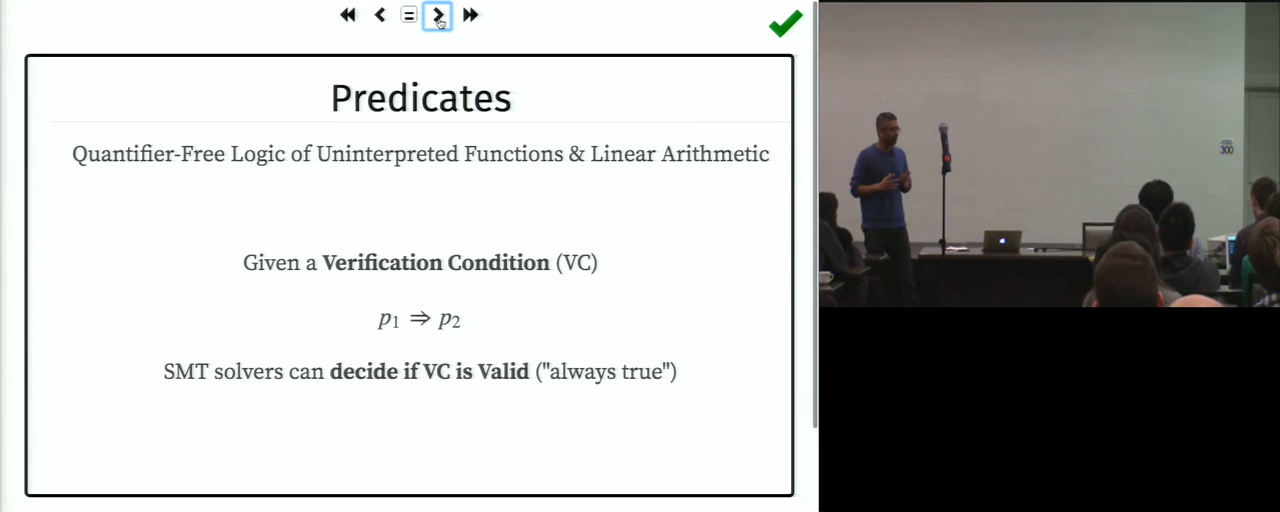 Predicates
Quantifier-Free Logic of Uninterpreted Functions & Linear Arithmetic
Given a Verification Condition (VC)
p₁ ⇒ p₂
SMT solvers can decide if VC is Valid ("always true")
300